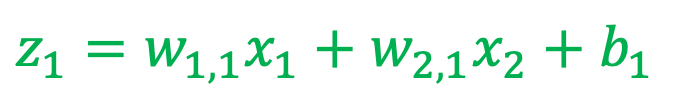 z₁ = w₁,₁x₁ + w₂,₁x₂ + b₁